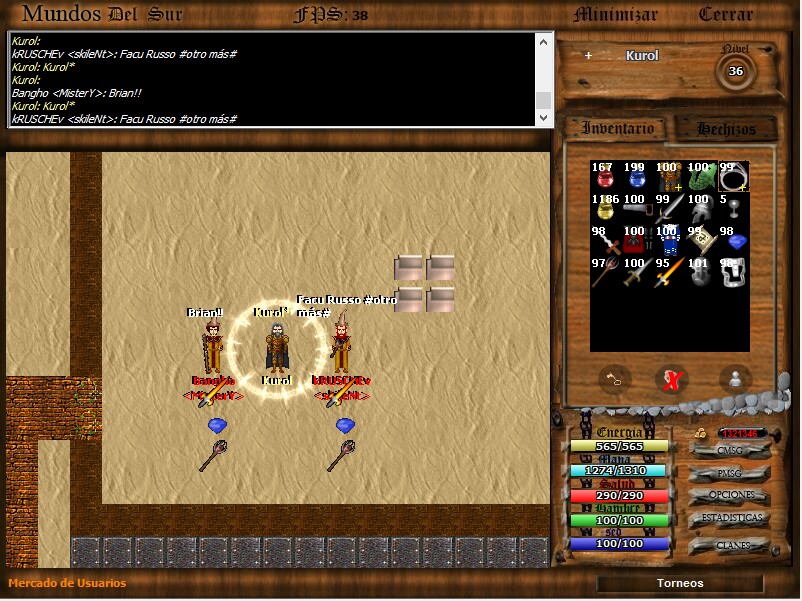 Mundos Del Sur
FPS: 38
Minimizar
Cerrar
Kurol:
kRUSCHEv <skileNt>: Facu Russo #otro más#
Kurol: Kurol*
Kurol:
Bangho <MisterY>: Brian!!
Kurol: Kurol*
kRUSCHEv <skileNt>: Facu Russo #otro más#
+
Kurol
Nivel
36
Inventario
Hechizos
167 199 100 100 99
1186 100 99 100 5
98 100 100 99 98
97 100 95 101 98
Brian!!
Kurol*
Facu Russo #otro
más#
Bangho
<MisterY>
Kurol
kRUSCHEv
<skileNt>
Energia
565/565
Mana
1274/1310
Salud
290/290
Hambre
100/100
Sed
100/100
1321346
CMSG
PMSG
OPCIONES
ESTADISTICAS
CLANES
Mercado de Usuarios
Torneos